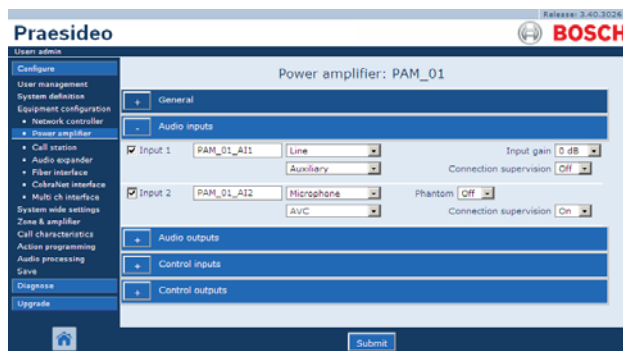 Release: 3.40.3026
Praesideo
BOSCH
User: admin
Configure
User management
System definition
Equipment configuration
• Network controller
• Power amplifier
• Call station
• Audio expander
• Fiber interface
• CobraNet interface
• Multi ch interface
System wide settings
Zone & amplifier
Call characteristics
Action programming
Audio processing
Save
Diagnose
Upgrade
Power amplifier: PAM_01
+ General
- Audio inputs
Input 1 PAM_01_AI1 Line Input gain 0 dB
Auxiliary Connection supervision Off
Input 2 PAM_01_AI2 Microphone Phantom Off
AVC Connection supervision On
+ Audio outputs
+ Control inputs
+ Control outputs
Submit